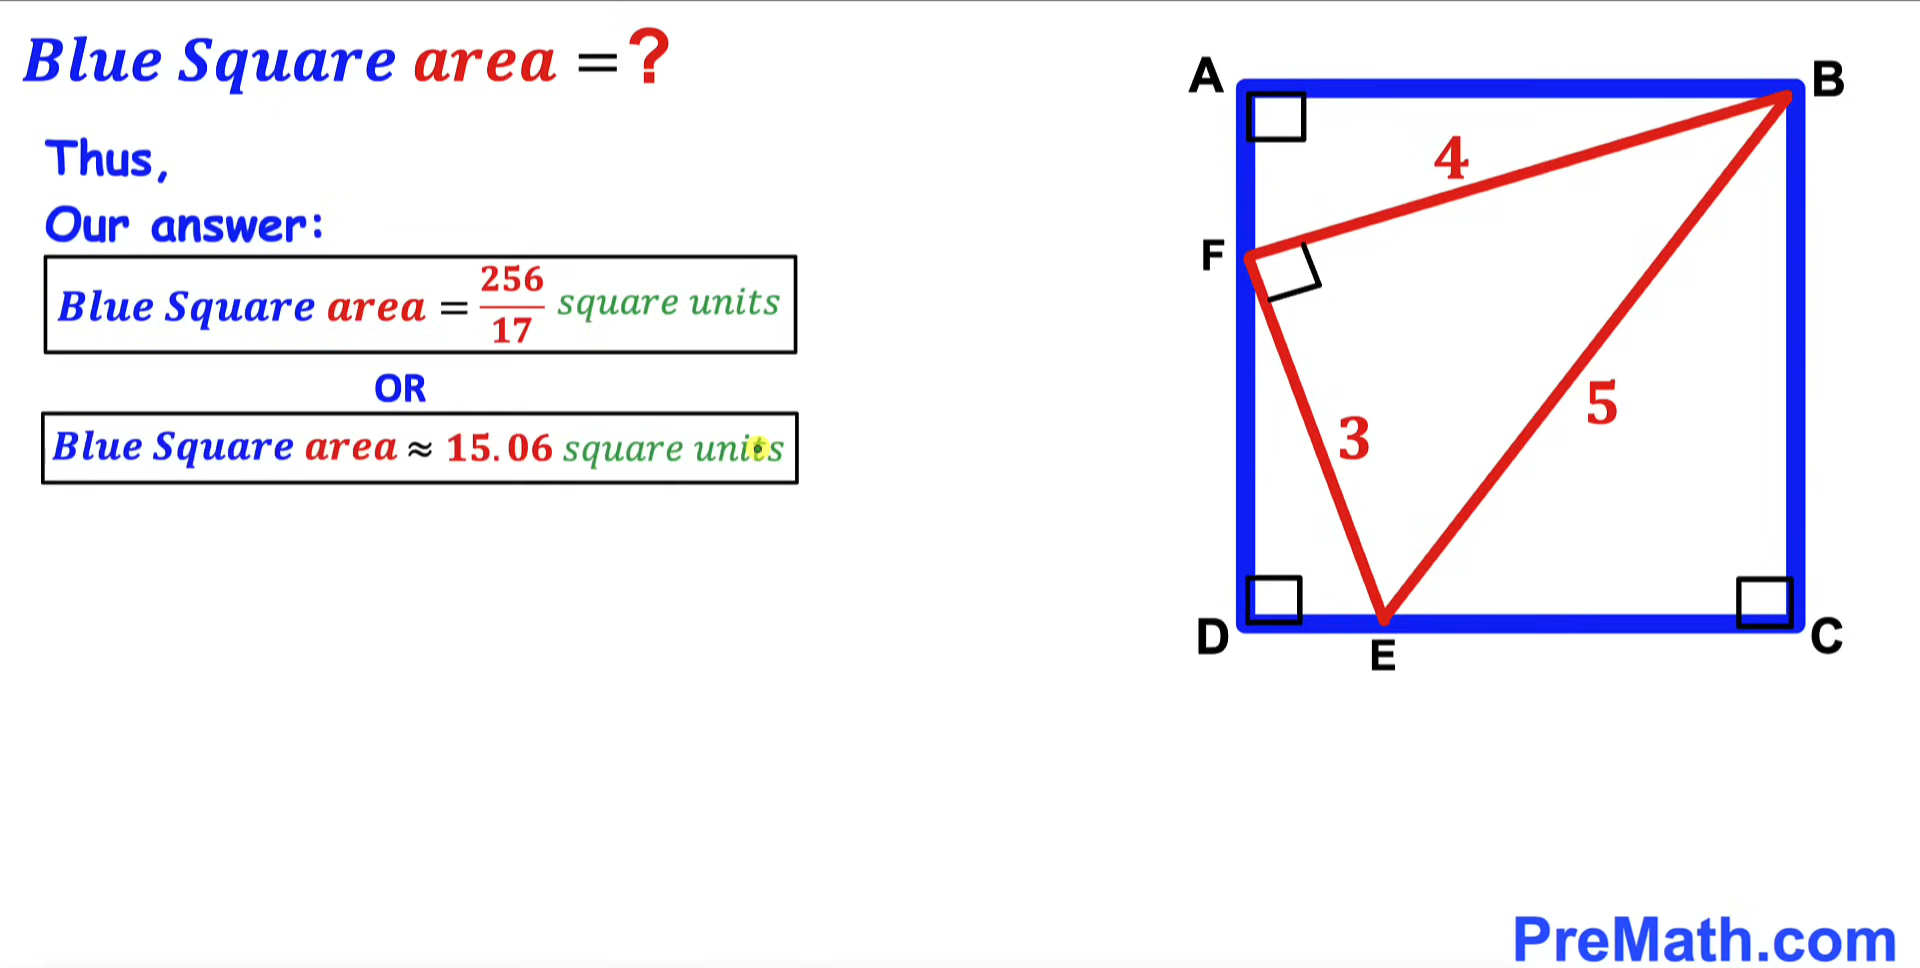 Blue Square area = ?
Thus,
Our answer:
Blue Square area = 256/17 square units
OR
Blue Square area ≈ 15.06 square units
A
B
4
F
5
3
D
C
E
PreMath.com